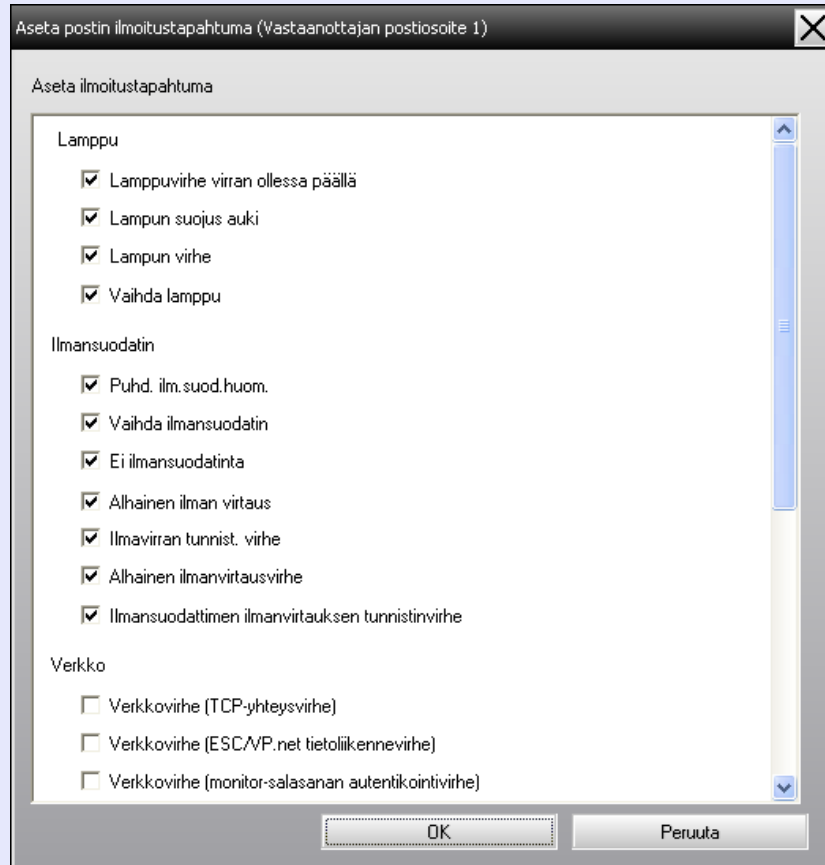 Aseta postin ilmoitustapahtuma (Vastaanottajan postiosoite 1)
Aseta ilmoitustapahtuma
Lamppu
Lamppuvirhe virran ollessa päällä
Lampun suojus auki
Lampun virhe
Vaihda lamppu
Ilmansuodatin
Puhd. ilm.suod.huom.
Vaihda ilmansuodatin
Ei ilmansuodatinta
Alhainen ilman virtaus
Ilmavirran tunnist. virhe
Alhainen ilmanvirtausvirhe
Ilmansuodattimen ilmanvirtauksen tunnistinvirhe
Verkko
Verkkovirhe (TCP-yhteysvirhe)
Verkkovirhe (ESC/VP.net tietoliikennevirhe)
Verkkovirhe (monitor-salasanan autentikointivirhe)
OK Peruuta